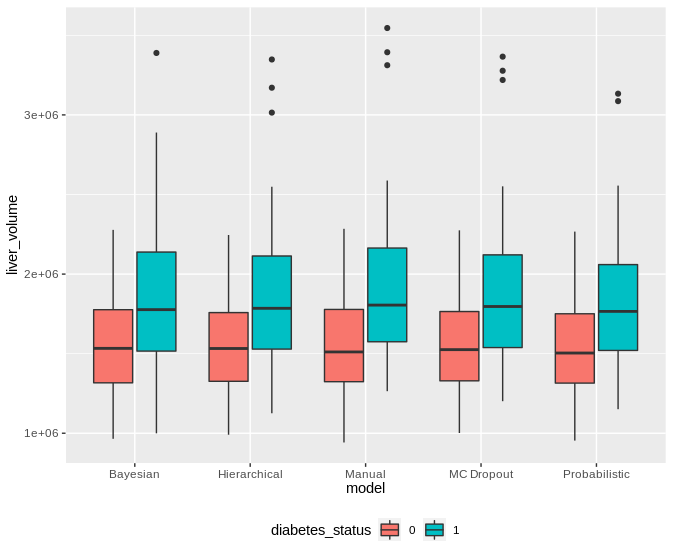 liver_volume
3e+06
2e+06
1e+06
Bayesian Hierarchical Manual MC Dropout Probabilistic
model
diabetes_status 0 1